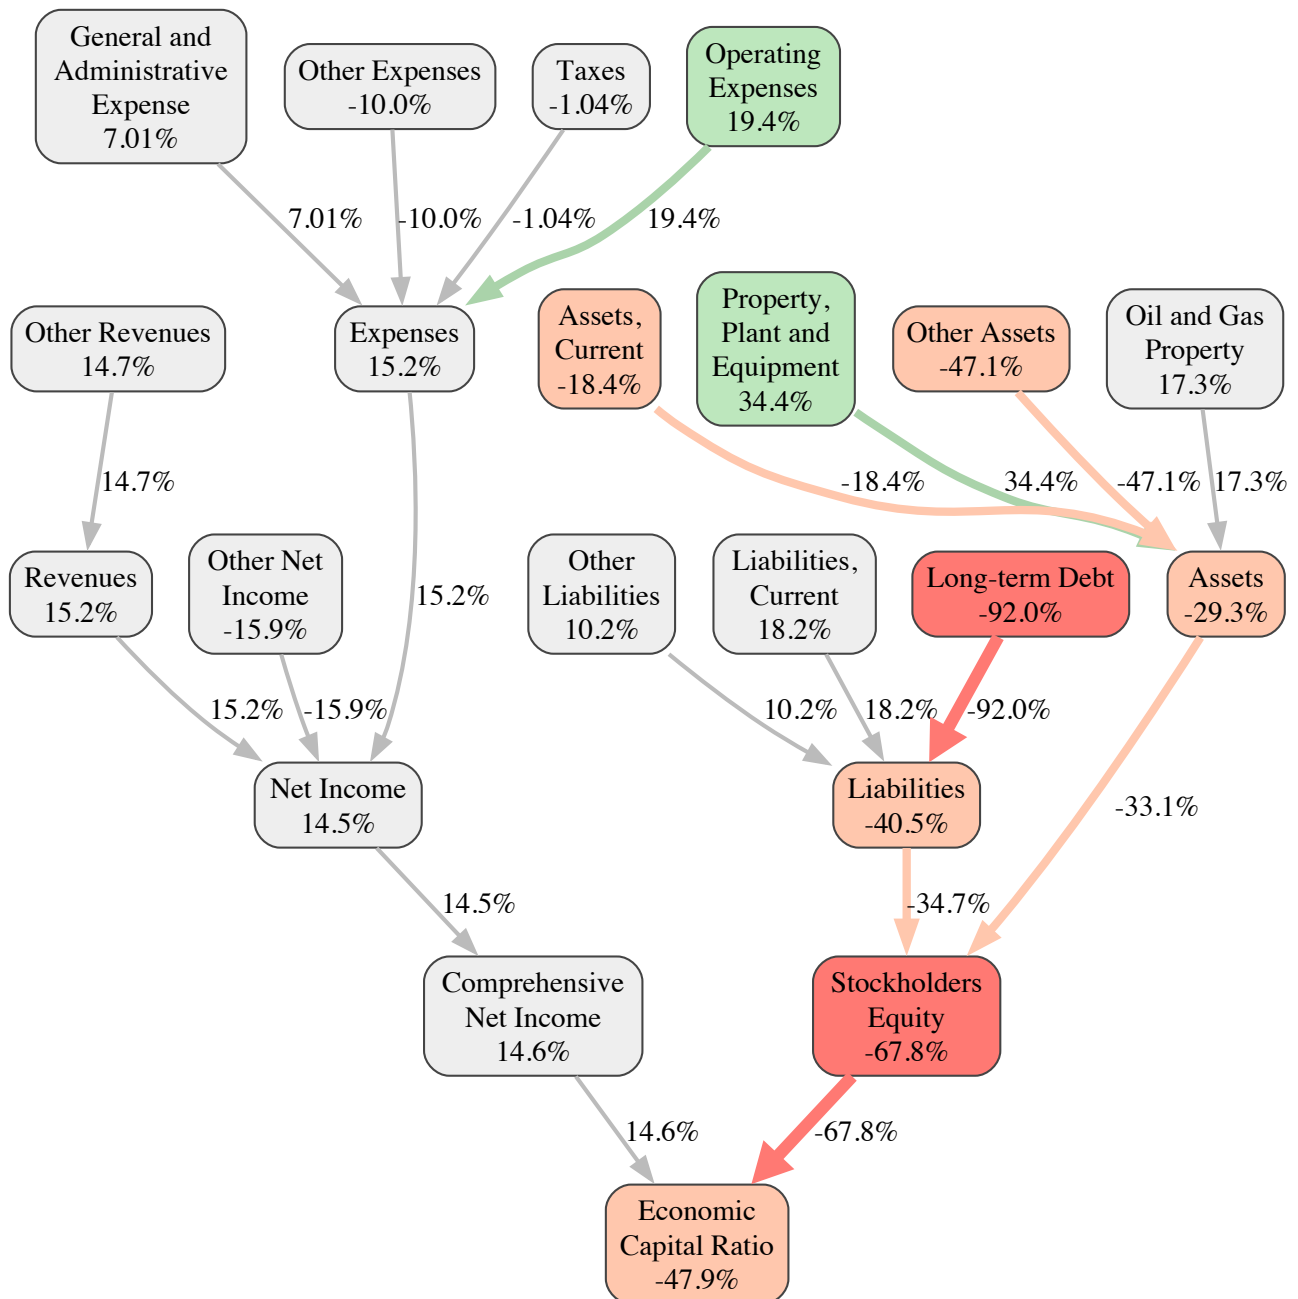 General and
Administrative
Expense
7.01%
Other Expenses
-10.0%
Taxes
-1.04%
Operating
Expenses
19.4%
7.01%
-10.0%
-1.04%
19.4%
Other Revenues
14.7%
Expenses
15.2%
Assets,
Current
-18.4%
Property,
Plant and
Equipment
34.4%
Other Assets
-47.1%
Oil and Gas
Property
17.3%
14.7%
-18.4%
34.4%
-47.1%
17.3%
Revenues
15.2%
Other Net
Income
-15.9%
15.2%
Other
Liabilities
10.2%
Liabilities,
Current
18.2%
Long-term Debt
-92.0%
Assets
-29.3%
15.2%
-15.9%
10.2%
18.2%
-92.0%
Net Income
14.5%
Liabilities
-40.5%
-33.1%
14.5%
-34.7%
Comprehensive
Net Income
14.6%
Stockholders
Equity
-67.8%
14.6%
-67.8%
Economic
Capital Ratio
-47.9%